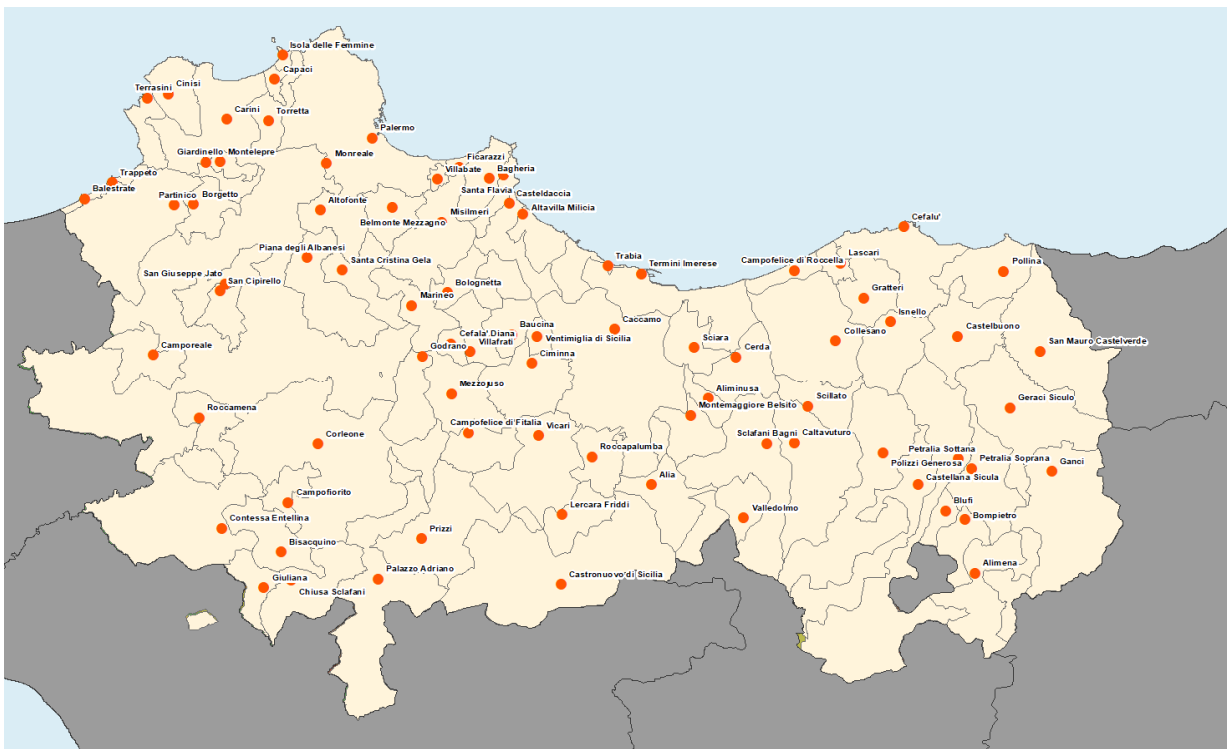 Isola delle Femmine
Capaci
Terrasini
Cinisi
Carini
Torretta
Palermo
Giardinello
Montelepre
Monreale
Ficarazzi
Villabate
Bagheria
Trappeto
Balestrate
Partinico
Borgetto
Santa Flavia
Casteldaccia
Altofonte
Altavilla Milicia
Belmonte Mezzagno
Misilmeri
Cefalu'
Piana degli Albanesi
Santa Cristina Gela
Trabia
Termini Imerese
Campofelice di Roccella
Lascari
Pollina
San Giuseppe Jato
San Cipirello
Bolognetta
Marineo
Gratteri
Isnello
Caccamo
Baucina
Ventimiglia di Sicilia
Cefala' Diana
Villafrati
Godrano
Ciminna
Sciara
Cerda
Collesano
Castelbuono
San Mauro Castelverde
Camporeale
Mezzojuso
Aliminusa
Montemaggiore Belsito
Scillato
Geraci Siculo
Roccamena
Corleone
Campofelice di Fitalia
Vicari
Roccapalumba
Sclafani Bagni
Caltavuturo
Petralia Sottana
Polizzi Generosa
Petralia Soprana
Castellana Sicula
Ganci
Alia
Campofiorito
Contessa Entellina
Lercara Friddi
Valledolmo
Blufi
Bompietro
Bisacquino
Prizzi
Giuliana
Chiusa Sclafani
Palazzo Adriano
Castronuovo di Sicilia
Alimena